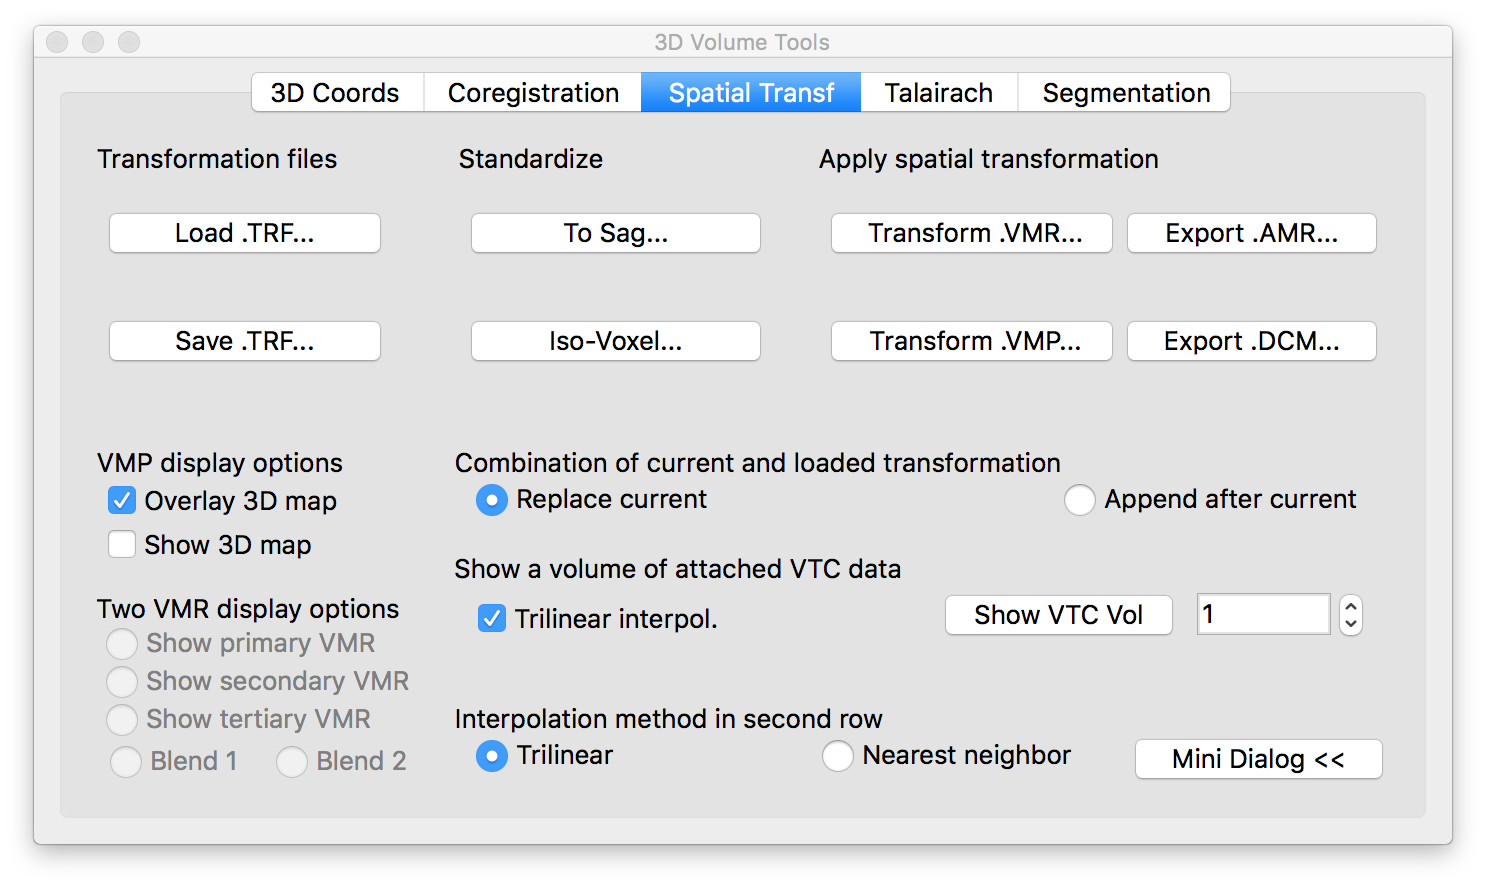 3D Volume Tools
3D Coords Coregistration Spatial Transf Talairach Segmentation
Transformation files Standardize Apply spatial transformation
Load .TRF... To Sag... Transform .VMR... Export .AMR...
Save .TRF... Iso-Voxel... Transform .VMP... Export .DCM...
VMP display options Combination of current and loaded transformation
Overlay 3D map Replace current Append after current
Show 3D map
Show a volume of attached VTC data
Two VMR display options Trilinear interpol. Show VTC Vol 1
Show primary VMR
Show secondary VMR
Show tertiary VMR Interpolation method in second row
Blend 1 Blend 2 Trilinear Nearest neighbor Mini Dialog <<